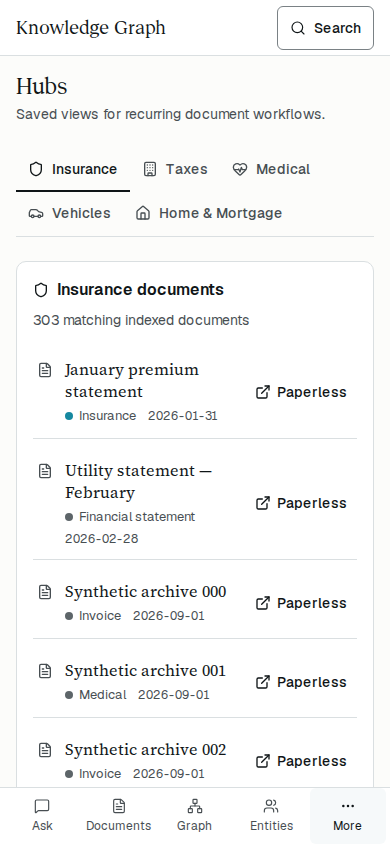 Knowledge Graph
Search
Hubs
Saved views for recurring document workflows.
Insurance Taxes Medical
Vehicles Home & Mortgage
Insurance documents
303 matching indexed documents
January premium
statement
Paperless
Insurance 2026-01-31
Utility statement —
February
Paperless
Financial statement
2026-02-28
Synthetic archive 000
Paperless
Invoice 2026-09-01
Synthetic archive 001
Paperless
Medical 2026-09-01
Synthetic archive 002
Paperless
Invoice 2026-09-01
Ask Documents Graph Entities More